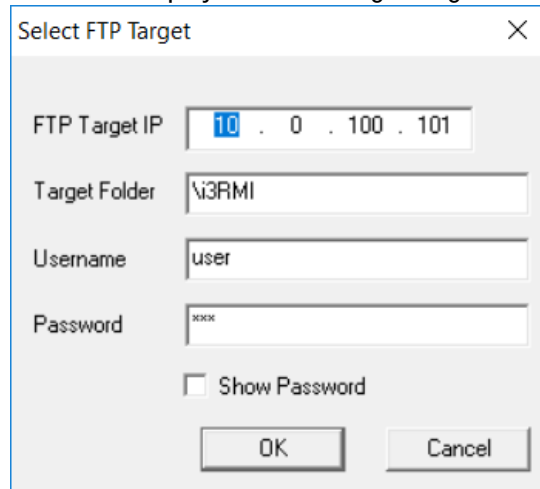 Select FTP Target
FTP Target IP 10 . 0 . 100 . 101
Target Folder \i3RMI
Username user
Password ***
Show Password
OK Cancel